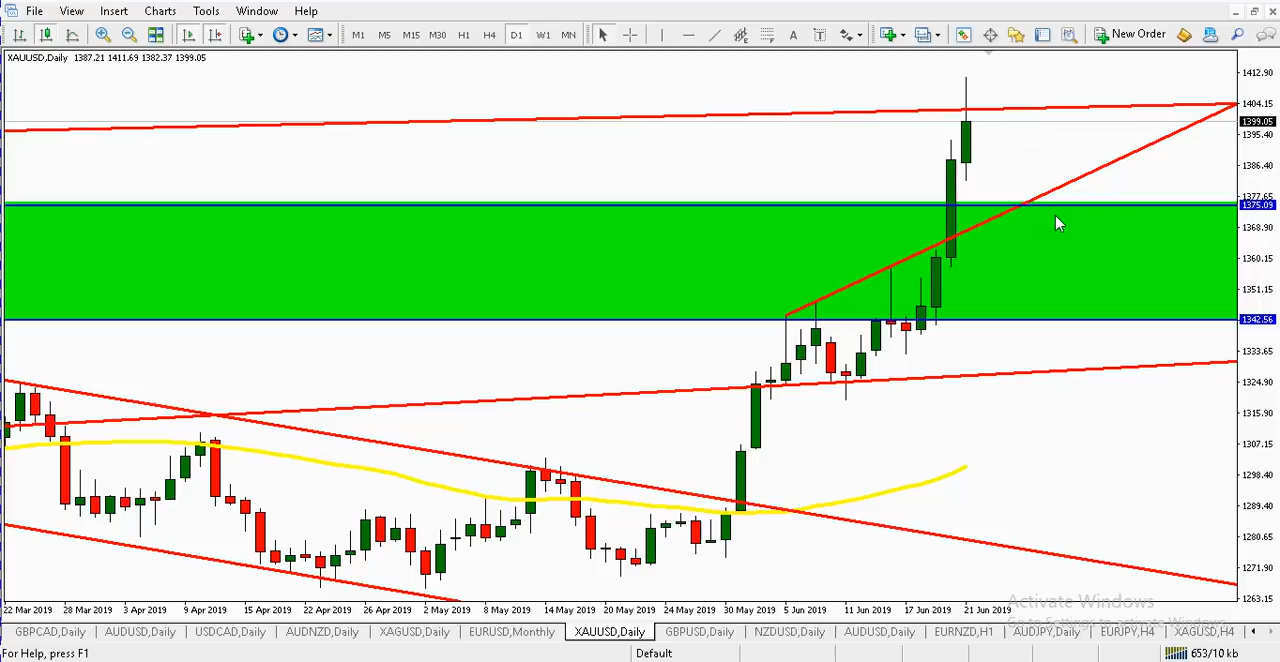 File View Insert Charts Tools Window Help
M1 M5 M15 M30 H1 H4 D1 W1 MN A T New Order
XAUUSD,Daily 1387.21 1411.69 1382.37 1399.05
1412.90
1404.15
1399.05
1395.40
1386.40
1377.65
1375.09
1368.90
1360.15
1351.15
1342.56
1333.65
1324.90
1315.90
1307.15
1298.40
1289.40
1280.65
1271.90
1263.15
22 Mar 2019 28 Mar 2019 3 Apr 2019 9 Apr 2019 15 Apr 2019 22 Apr 2019 26 Apr 2019 2 May 2019 8 May 2019 14 May 2019 20 May 2019 24 May 2019 30 May 2019 5 Jun 2019 11 Jun 2019 17 Jun 2019 21 Jun 2019
Activate Windows
Go to Settings to activate Windows.
GBPCAD,Daily AUDUSD,Daily USDCAD,Daily AUDNZD,Daily XAGUSD,Daily EURUSD,Monthly XAUUSD,Daily GBPUSD,Daily NZDUSD,Daily AUDUSD,Daily EURNZD,H1 AUDJPY,Daily EURJPY,H4 XAGUSD,H4
For Help, press F1 Default 653/10 kb